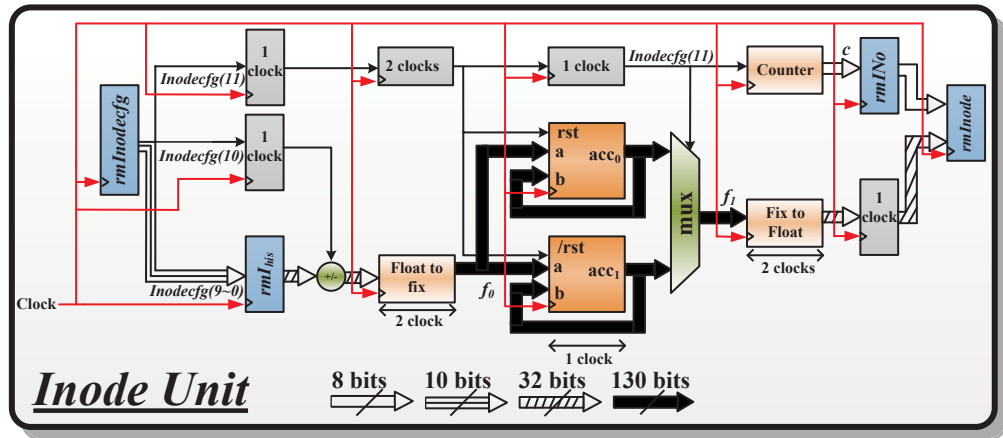 Inodecfg(11)
1
clock
2 clocks
1 clock
Inodecfg(11)
Counter
c
rmINo
rmInodecfg
Inodecfg(10)
1
clock
rst
a
b
acc0
rmInode
mux
f1
Fix to
Float
2 clocks
1
clock
rmIhis
+/-
Float to
fix
2 clock
f0
/rst
a
b
acc1
1 clock
Inodecfg(9~0)
Clock
Inode Unit
8 bits
10 bits
32 bits
130 bits